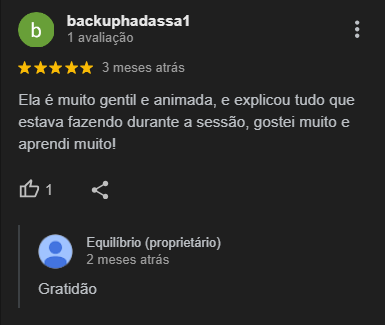 b
backuphadassa1
1 avaliação
3 meses atrás
Ela é muito gentil e animada, e explicou tudo que
estava fazendo durante a sessão, gostei muito e
aprendi muito!
1
Equilíbrio (proprietário)
2 meses atrás
Gratidão